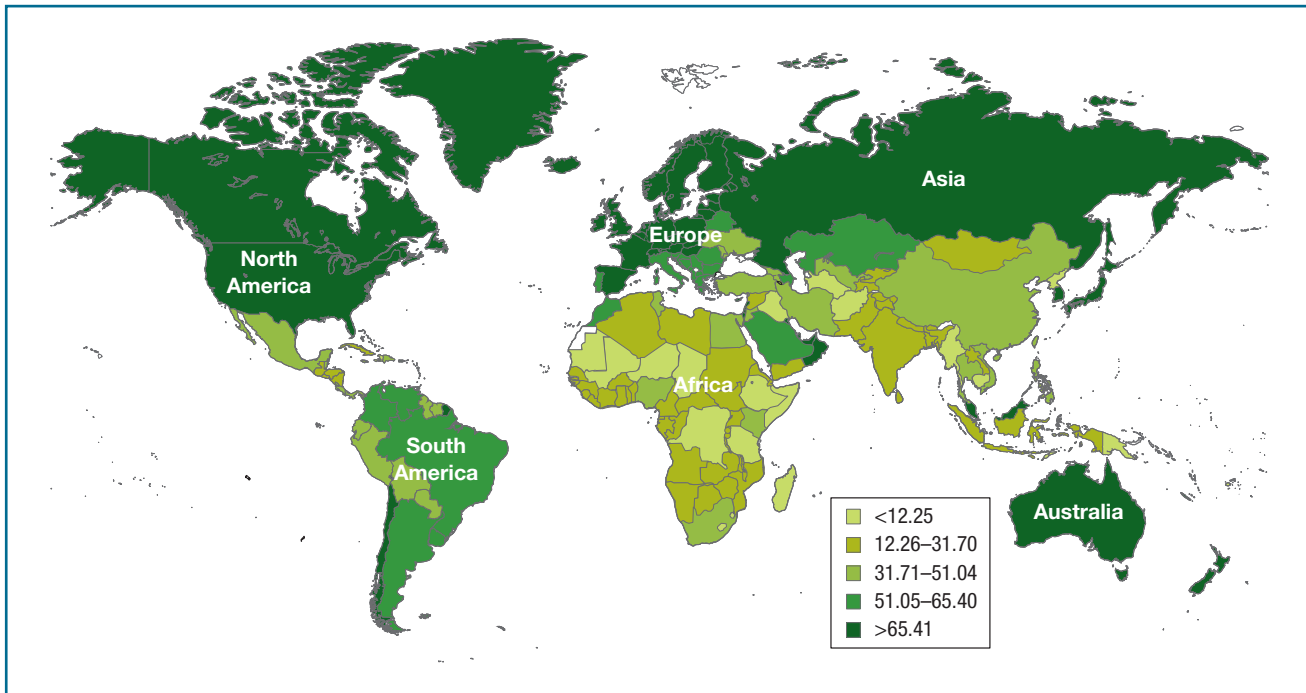 Asia
Europe
North
America
Africa
South
America
Australia
<12.25
12.26–31.70
31.71–51.04
51.05–65.40
>65.41